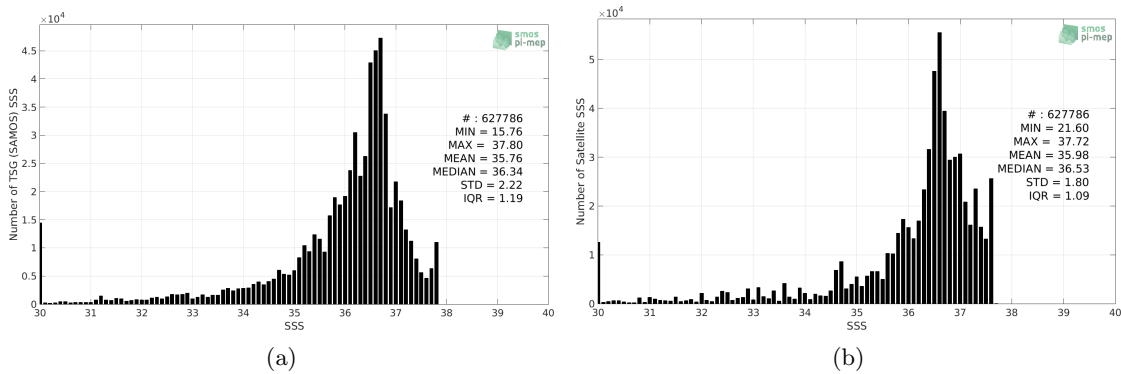 ×10⁴
4.5
4
3.5
3
2.5
2
1.5
1
0.5
0
30 31 32 33 34 35 36 37 38 39 40
SSS
Number of TSG (SAMOS) SSS
smos
pi-mep
# : 627786
MIN = 15.76
MAX = 37.80
MEAN = 35.76
MEDIAN = 36.34
STD = 2.22
IQR = 1.19
(a)
×10⁴
5
4
3
2
1
0
30 31 32 33 34 35 36 37 38 39 40
SSS
Number of Satellite SSS
smos
pi-mep
# : 627786
MIN = 21.60
MAX = 37.72
MEAN = 35.98
MEDIAN = 36.53
STD = 1.80
IQR = 1.09
(b)